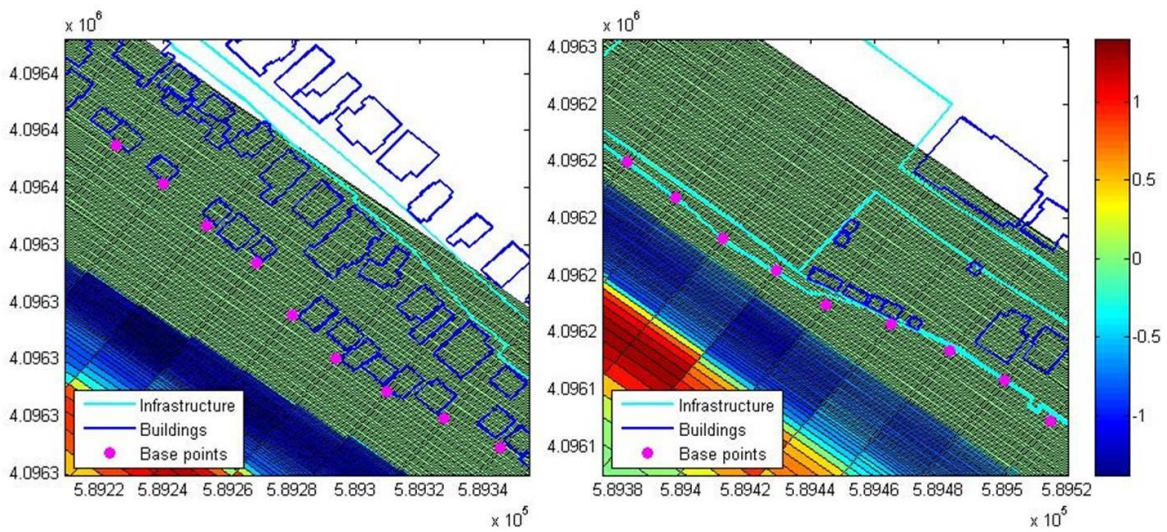 x 10⁶
4.0964
4.0964
4.0964
4.0963
4.0963
4.0963
4.0963
4.0963
Infrastructure
Buildings
Base points
5.8922 5.8924 5.8926 5.8928 5.893 5.8932 5.8934
x 10⁵
x 10⁶
4.0963
4.0962
4.0962
4.0962
4.0962
4.0962
4.0961
4.0961
Infrastructure
Buildings
Base points
5.8938 5.894 5.8942 5.8944 5.8946 5.8948 5.895 5.8952
x 10⁵
1
0.5
0
-0.5
-1